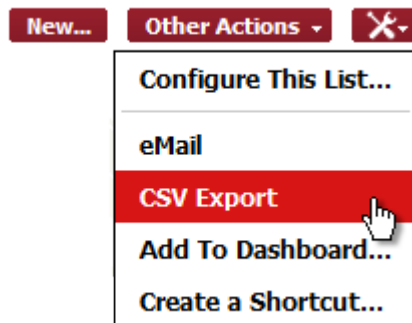 New... Other Actions
Configure This List...
eMail
CSV Export
Add To Dashboard...
Create a Shortcut...